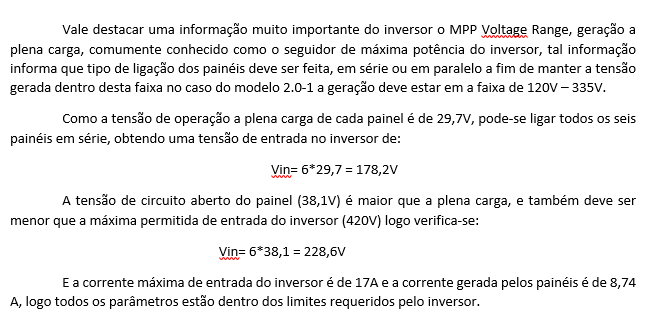 Vale destacar uma informação muito importante do inversor o MPP Voltage Range, geração a
plena carga, comumente conhecido como o seguidor de máxima potência do inversor, tal informação
informa que tipo de ligação dos painéis deve ser feita, em série ou em paralelo a fim de manter a tensão
gerada dentro desta faixa no caso do modelo 2.0-1 a geração deve estar em a faixa de 120V – 335V.
Como a tensão de operação a plena carga de cada painel é de 29,7V, pode-se ligar todos os seis
painéis em série, obtendo uma tensão de entrada no inversor de:
Vin= 6*29,7 = 178,2V
A tensão de circuito aberto do painel (38,1V) é maior que a plena carga, e também deve ser
menor que a máxima permitida de entrada do inversor (420V) logo verifica-se:
Vin= 6*38,1 = 228,6V
E a corrente máxima de entrada do inversor é de 17A e a corrente gerada pelos painéis é de 8,74
A, logo todos os parâmetros estão dentro dos limites requeridos pelo inversor.